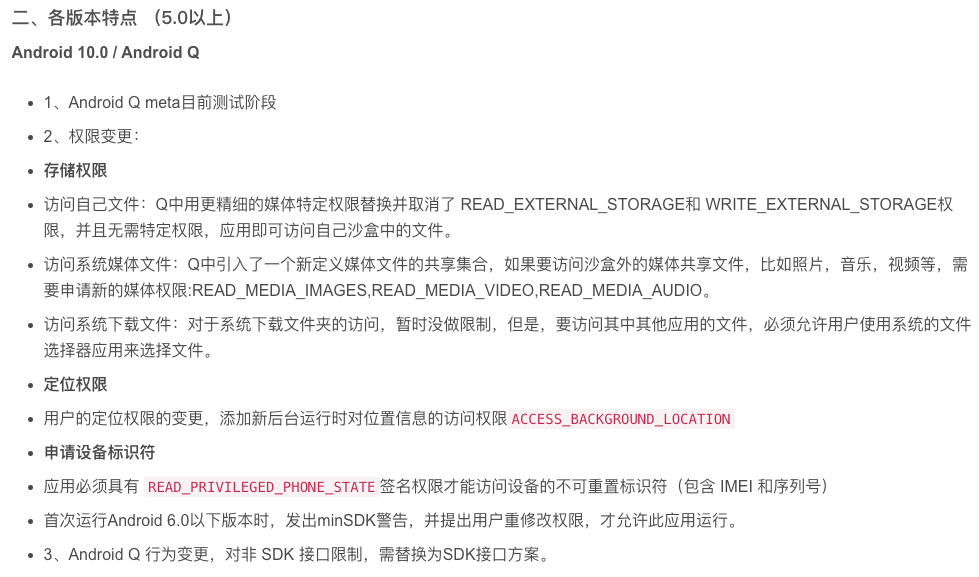 二、各版本特点 （5.0以上）
Android 10.0 / Android Q
1、Android Q meta目前测试阶段
2、权限变更：
存储权限
访问自己文件：Q中用更精细的媒体特定权限替换并取消了 READ_EXTERNAL_STORAGE和 WRITE_EXTERNAL_STORAGE权
限，并且无需特定权限，应用即可访问自己沙盒中的文件。
访问系统媒体文件：Q中引入了一个新定义媒体文件的共享集合，如果要访问沙盒外的媒体共享文件，比如照片，音乐，视频等，需
要申请新的媒体权限:READ_MEDIA_IMAGES,READ_MEDIA_VIDEO,READ_MEDIA_AUDIO。
访问系统下载文件：对于系统下载文件夹的访问，暂时没做限制，但是，要访问其中其他应用的文件，必须允许用户使用系统的文件
选择器应用来选择文件。
定位权限
用户的定位权限的变更，添加新后台运行时对位置信息的访问权限 ACCESS_BACKGROUND_LOCATION
申请设备标识符
应用必须具有 READ_PRIVILEGED_PHONE_STATE 签名权限才能访问设备的不可重置标识符（包含 IMEI 和序列号）
首次运行Android 6.0以下版本时，发出minSDK警告，并提出用户重修改权限，才允许此应用运行。
3、Android Q 行为变更，对非 SDK 接口限制，需替换为SDK接口方案。